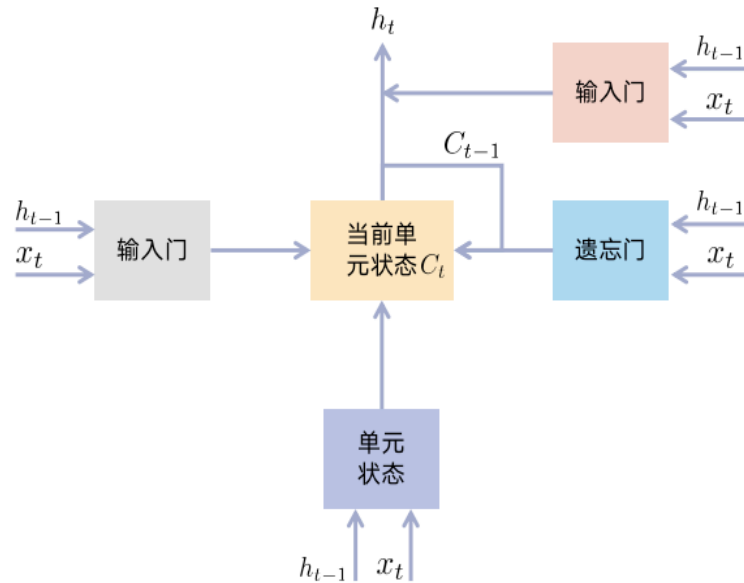 h_t
h_{t-1}
输入门
x_t
C_{t-1}
h_{t-1}
输入门
x_t
当前单
元状态C_t
遗忘门
h_{t-1}
x_t
单元
状态
h_{t-1}
x_t